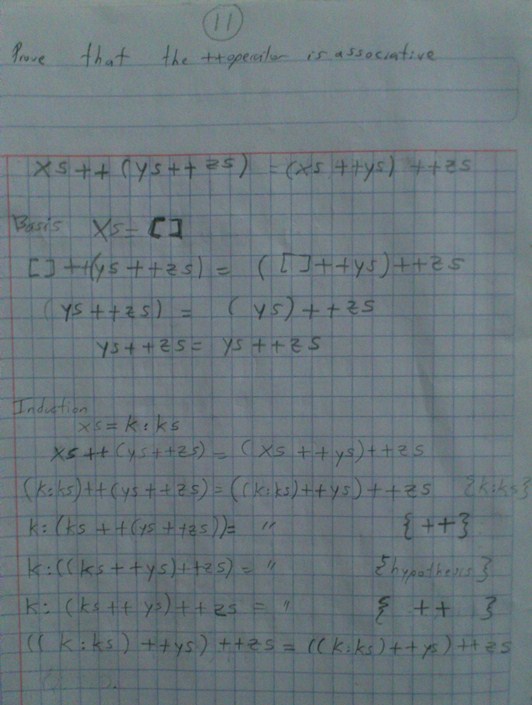 11
Prove that the ++operator is associative
xs++(ys++zs) =(xs ++ys) ++zs
Basis xs=[]
[]++(ys++zs) = ([]++ys)++zs
(ys++zs) = (ys)++zs
ys++zs= ys++zs
Induction
xs=k:ks
xs++(ys++zs)=(xs ++ys)++zs
(k:ks)++(ys++zs)=((k:ks)++ys)++zs {k:ks}
k:(ks ++(ys++zs))= " {++}
k:((ks++ys)++zs) = " {hypothesis}
k: (ks++ ys)++zs = " { ++ }
((k:ks)++ys)++zs = ((k:ks)++ys)++zs